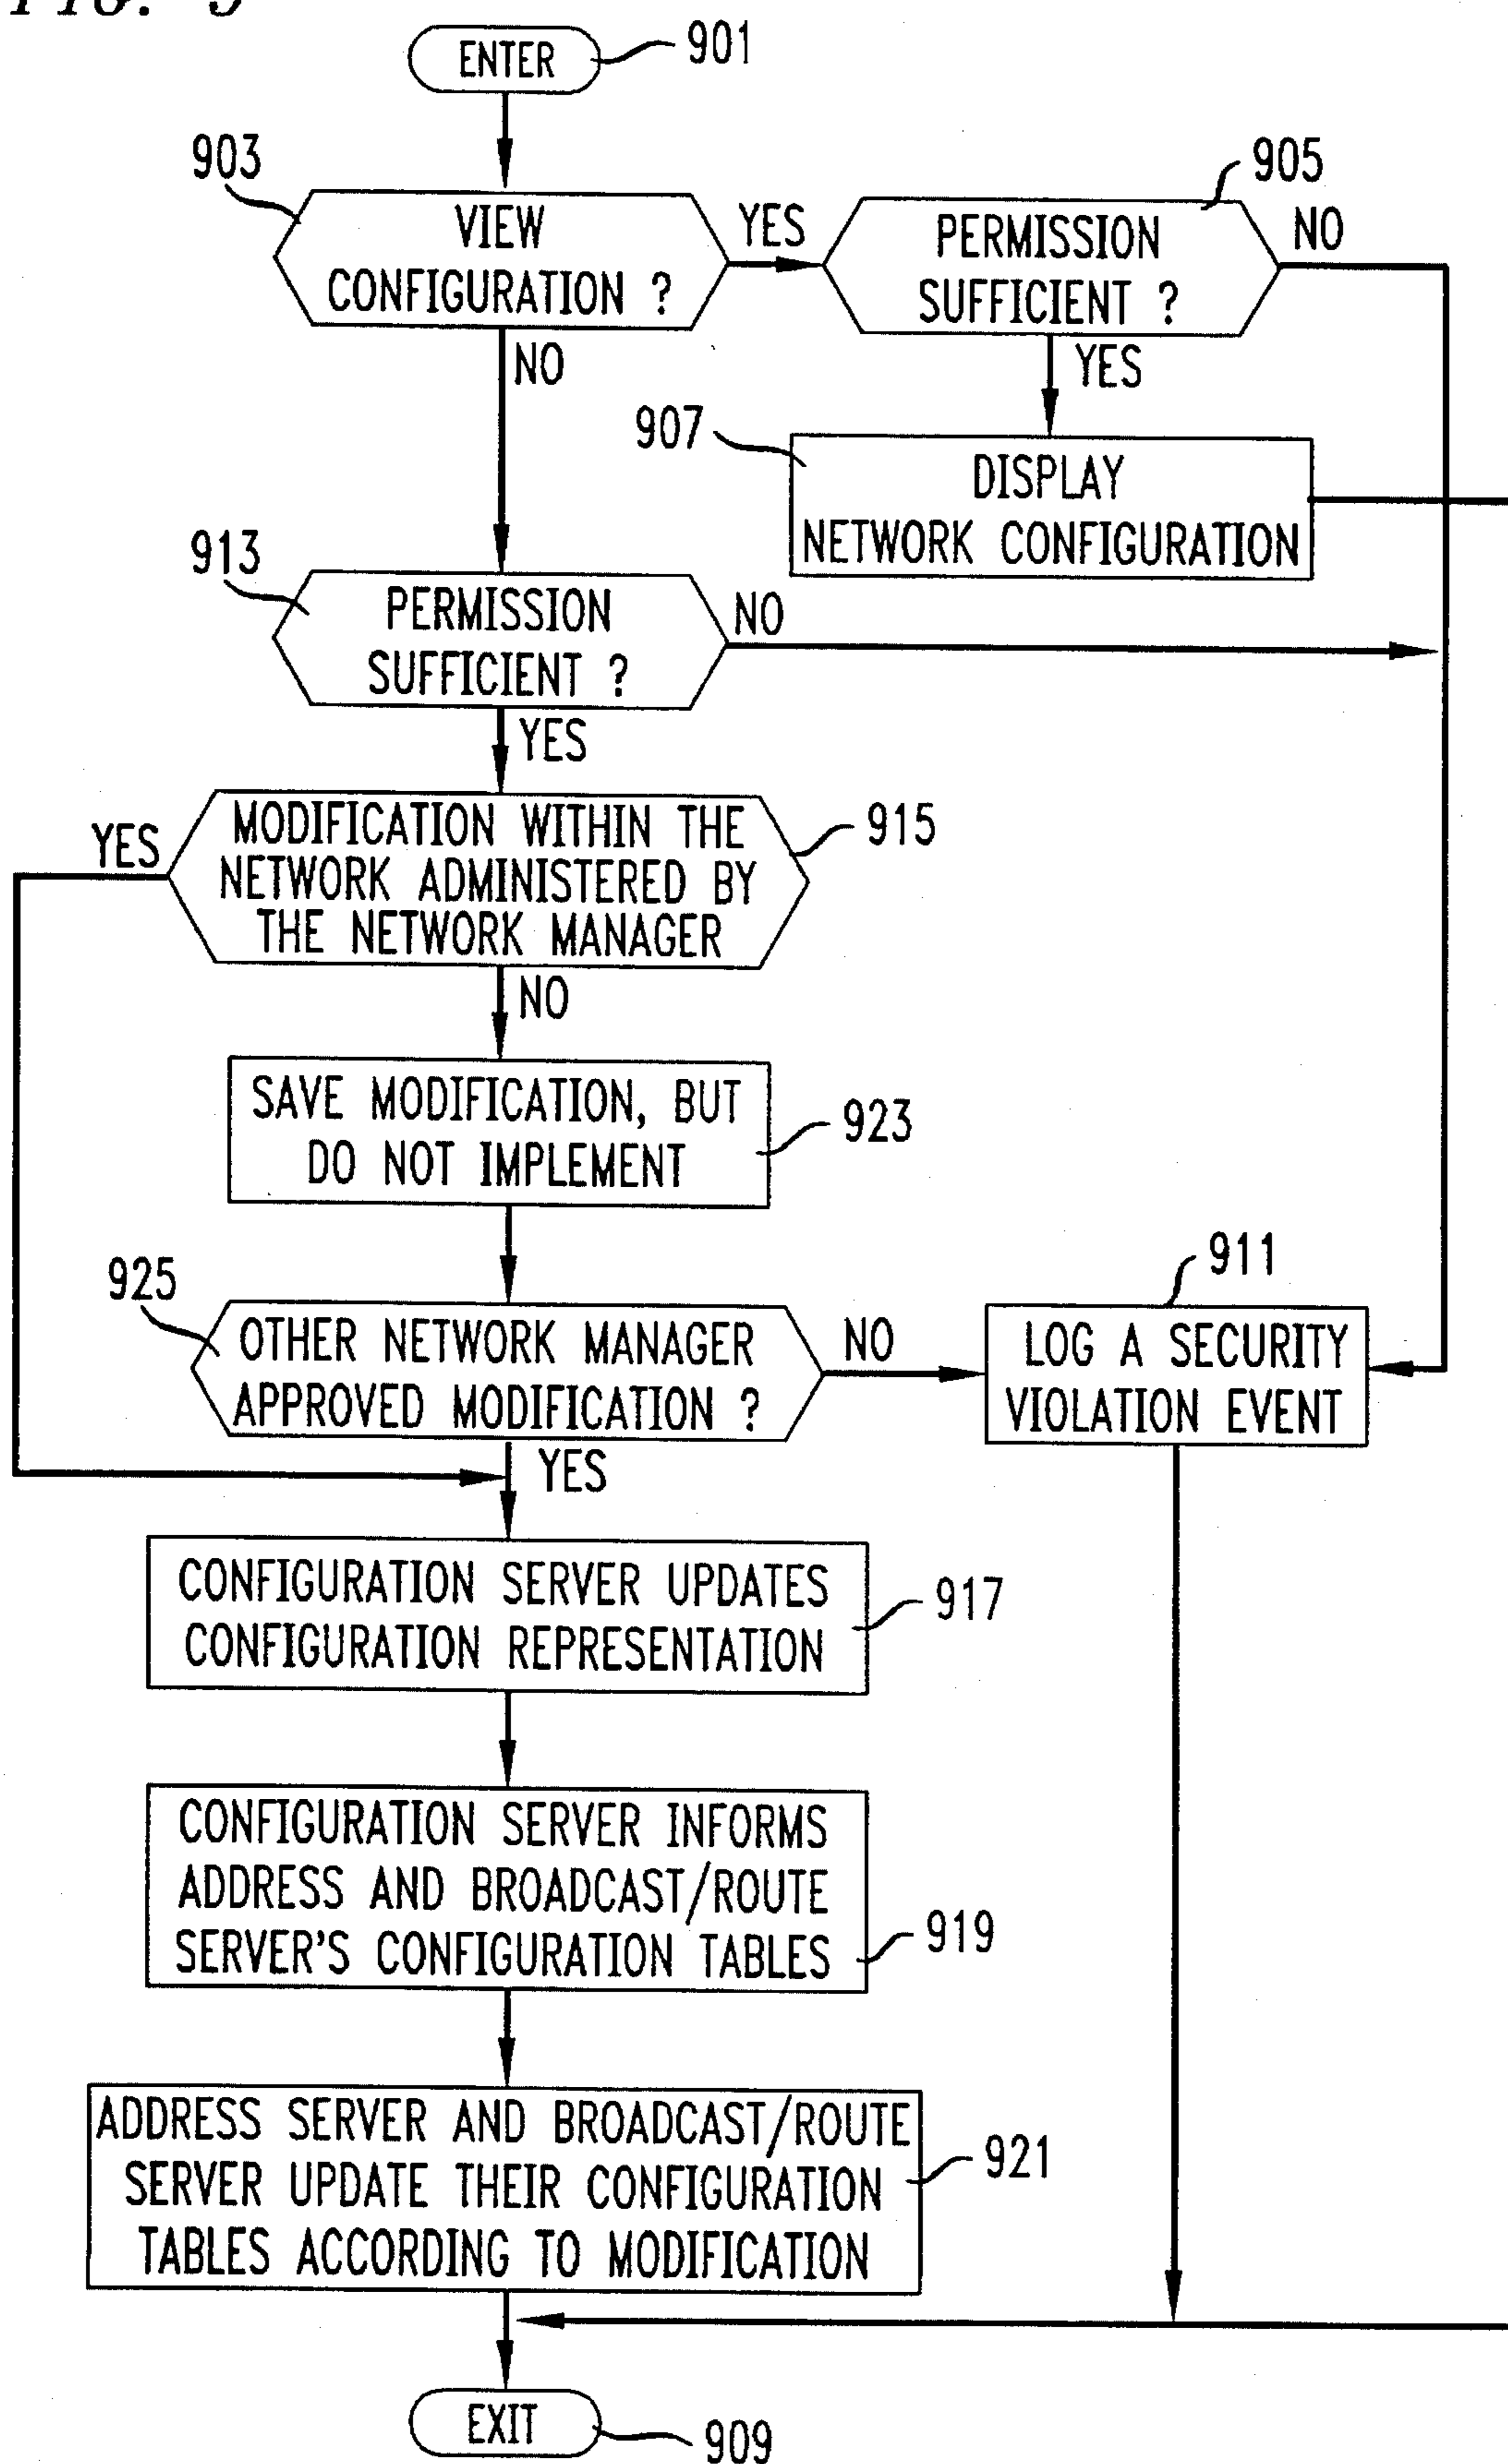 ENTER
901
903
VIEW
CONFIGURATION ?
YES
905
PERMISSION
SUFFICIENT ?
NO
NO
YES
907
DISPLAY
NETWORK CONFIGURATION
913
PERMISSION
SUFFICIENT ?
NO
YES
YES
MODIFICATION WITHIN THE
NETWORK ADMINISTERED BY
THE NETWORK MANAGER
915
NO
SAVE MODIFICATION, BUT
DO NOT IMPLEMENT
923
925
OTHER NETWORK MANAGER
APPROVED MODIFICATION ?
NO
911
LOG A SECURITY
VIOLATION EVENT
YES
CONFIGURATION SERVER UPDATES
CONFIGURATION REPRESENTATION
917
CONFIGURATION SERVER INFORMS
ADDRESS AND BROADCAST/ROUTE
SERVER'S CONFIGURATION TABLES
919
ADDRESS SERVER AND BROADCAST/ROUTE
SERVER UPDATE THEIR CONFIGURATION
TABLES ACCORDING TO MODIFICATION
921
EXIT
909